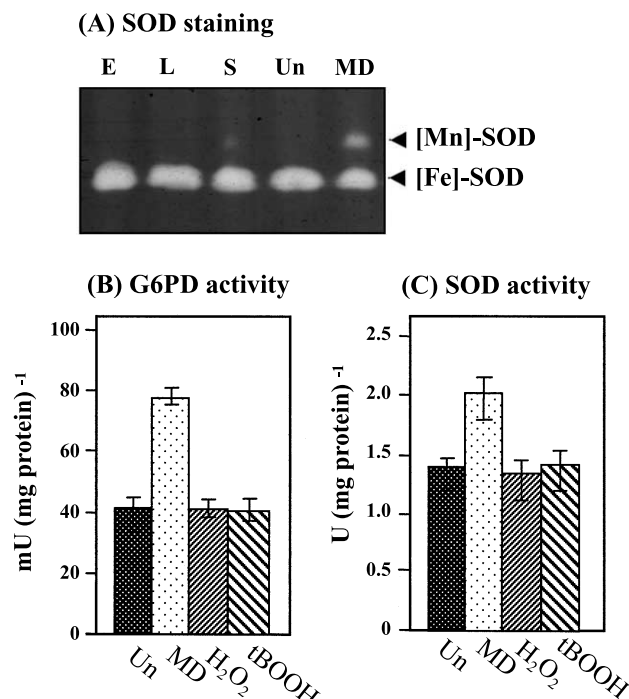 (A) SOD staining
E L S Un MD
[Mn]-SOD
[Fe]-SOD
(B) G6PD activity
100
80
60
40
20
0
mU (mg protein) -1
Un MD H₂O₂ tBOOH
(C) SOD activity
2.5
2.0
1.5
1.0
0.5
0
U (mg protein) -1
Un MD H₂O₂ tBOOH